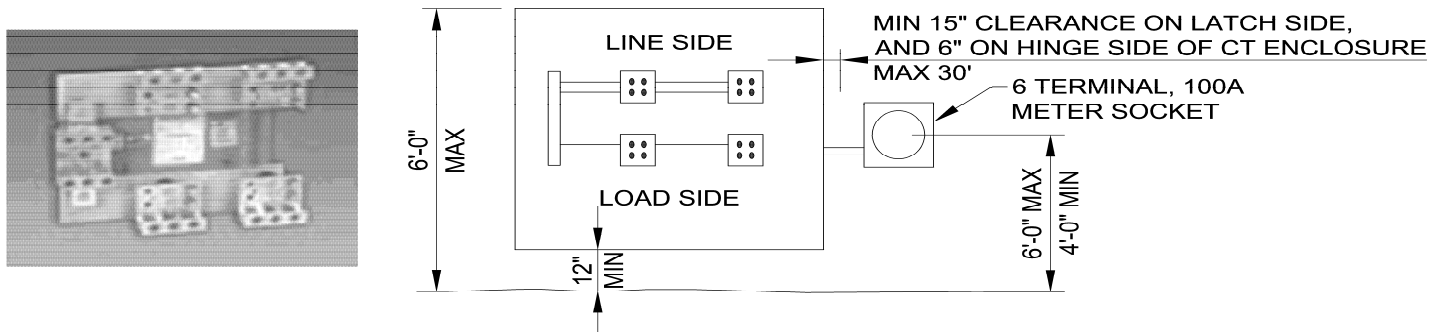 LINE SIDE
LOAD SIDE
6'-0"
MAX
12"
MIN
MIN 15" CLEARANCE ON LATCH SIDE,
AND 6" ON HINGE SIDE OF CT ENCLOSURE
MAX 30'
6 TERMINAL, 100A
METER SOCKET
6'-0" MAX
4'-0" MIN